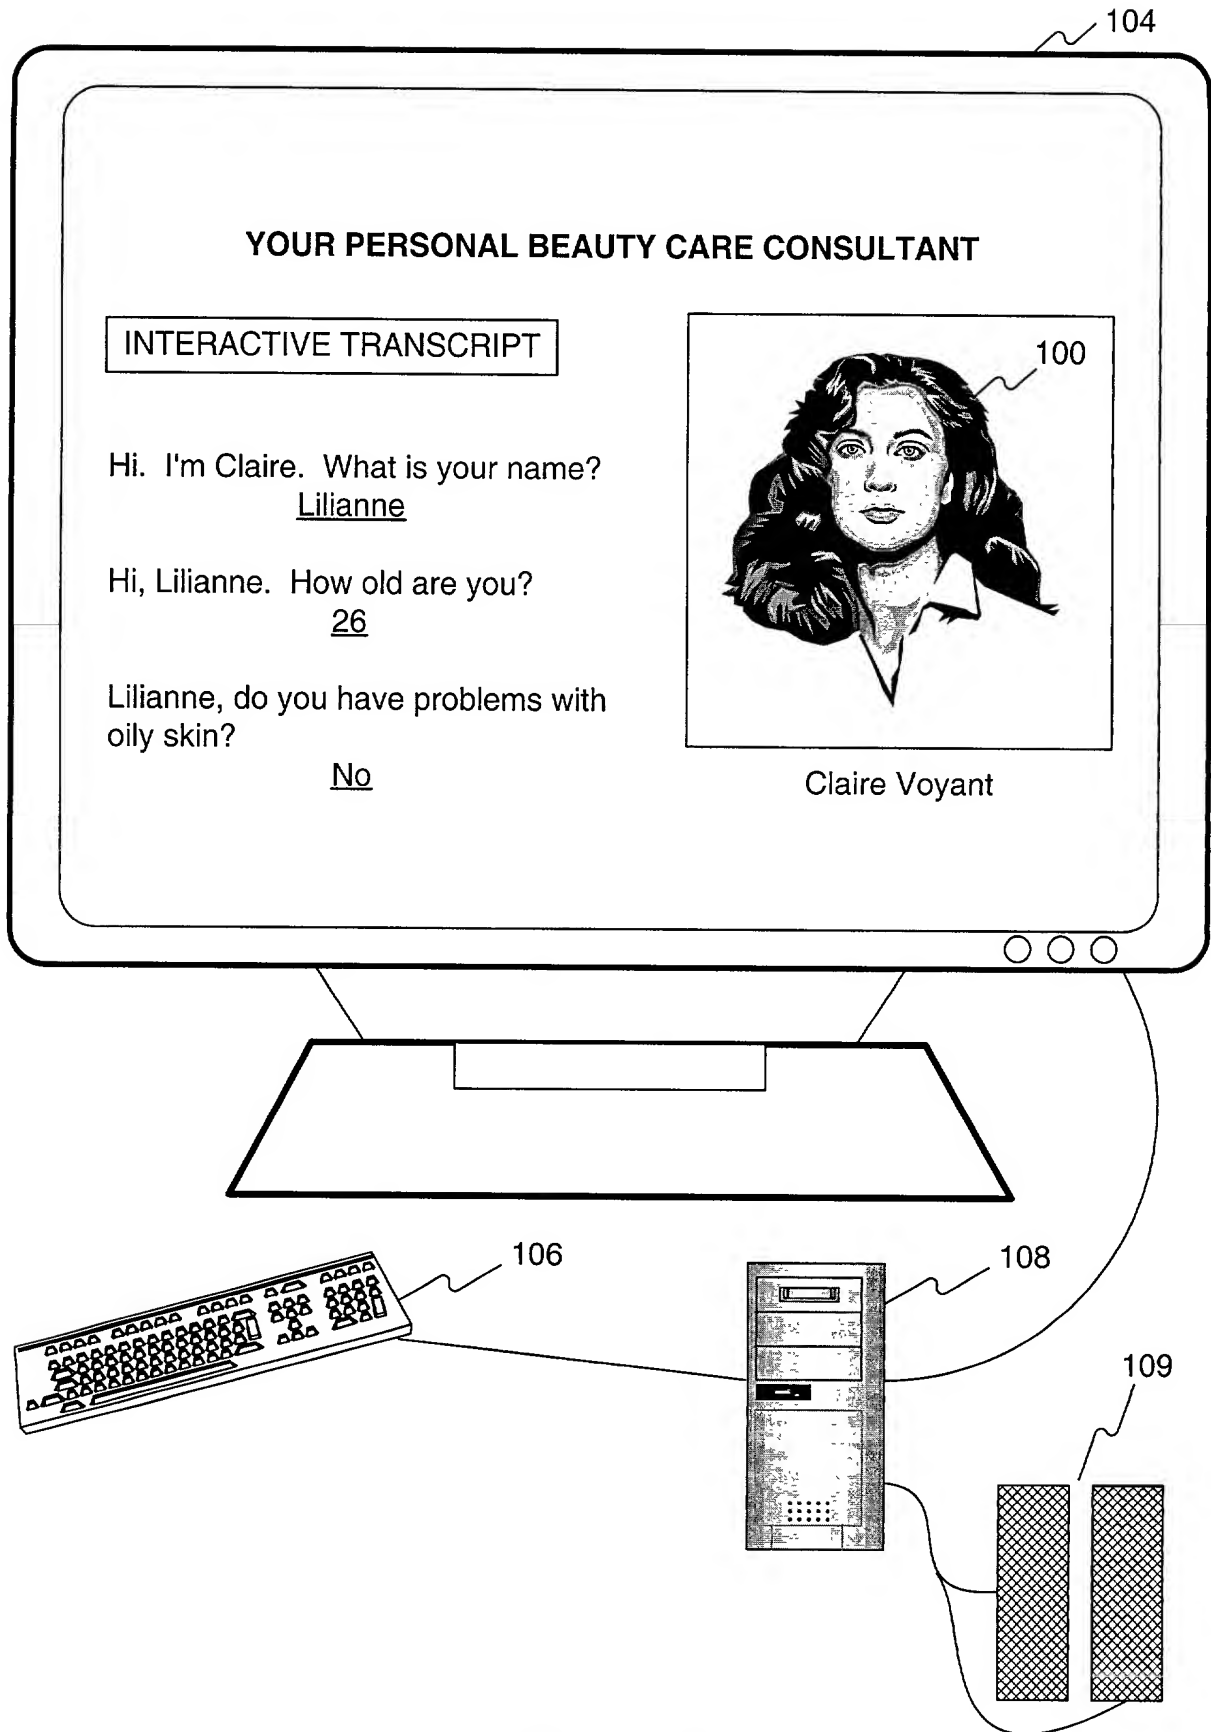 104
YOUR PERSONAL BEAUTY CARE CONSULTANT
INTERACTIVE TRANSCRIPT
100
Hi. I'm Claire. What is your name?
Lilianne
Hi, Lilianne. How old are you?
26
Lilianne, do you have problems with
oily skin?
No
Claire Voyant
106
108
109